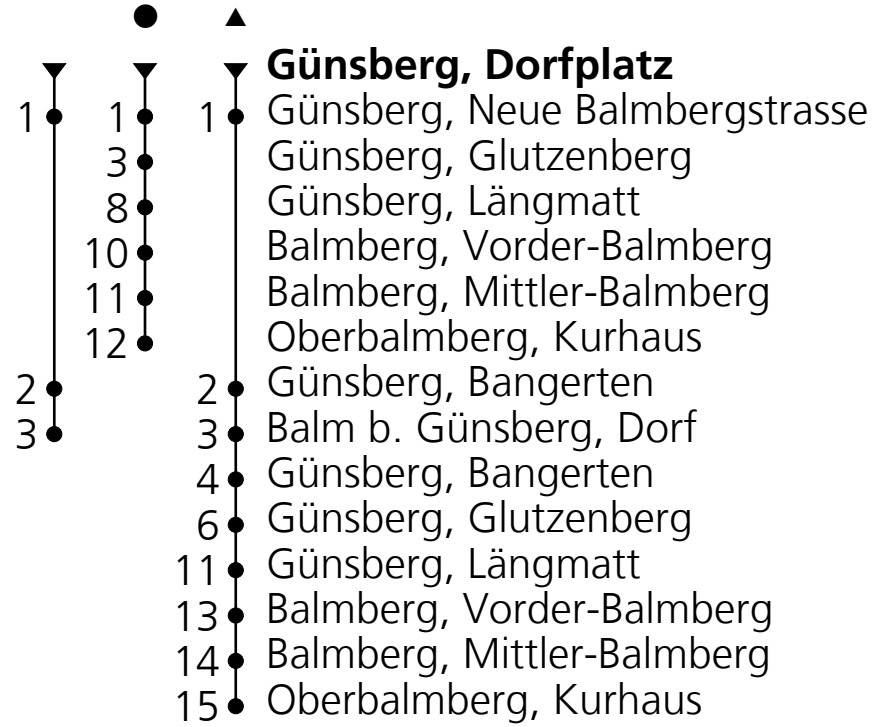 Günsberg, Dorfplatz
1 1 1 Günsberg, Neue Balmbergstrasse
3 Günsberg, Glutzenberg
8 Günsberg, Längmatt
10 Balmberg, Vorder-Balmberg
11 Balmberg, Mittler-Balmberg
12 Oberbalmberg, Kurhaus
2 2 Günsberg, Bangerten
3 3 Balm b. Günsberg, Dorf
4 Günsberg, Bangerten
6 Günsberg, Glutzenberg
11 Günsberg, Längmatt
13 Balmberg, Vorder-Balmberg
14 Balmberg, Mittler-Balmberg
15 Oberbalmberg, Kurhaus